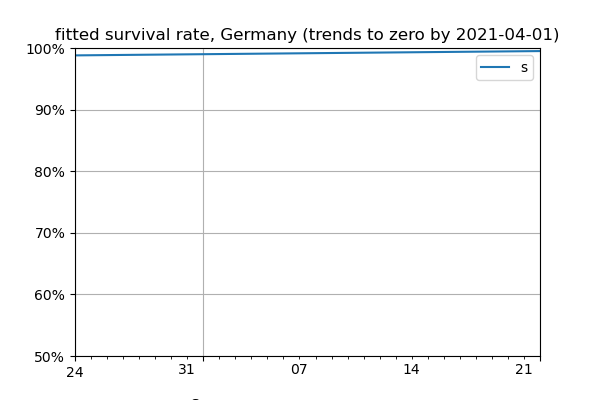 fitted survival rate, Germany (trends to zero by 2021-04-01)
100%
s
90%
80%
70%
60%
50%
24 31 07 14 21